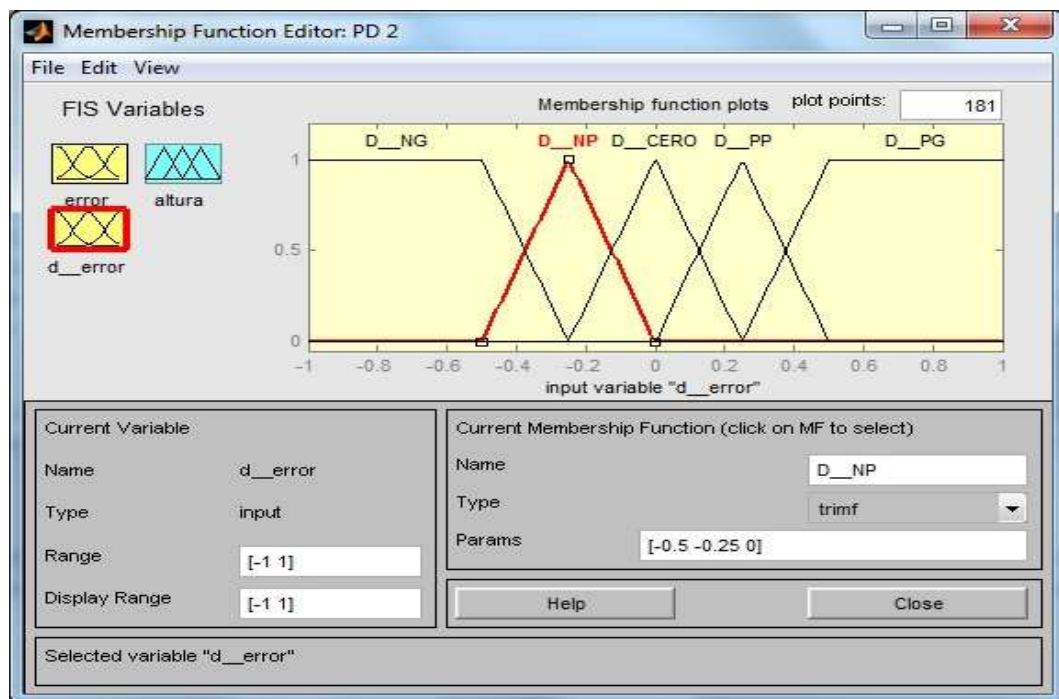 Membership Function Editor: PD 2
File Edit View
FIS Variables
Membership function plots plot points: 181
error altura
d__error
D__NG D__NP D__CERO D__PP D__PG
1
0.5
0
-1 -0.8 -0.6 -0.4 -0.2 0 0.2 0.4 0.6 0.8 1
input variable "d__error"
Current Variable
Name d__error
Type input
Range [-1 1]
Display Range [-1 1]
Current Membership Function (click on MF to select)
Name D__NP
Type trimf
Params [-0.5 -0.25 0]
Help Close
Selected variable "d__error"